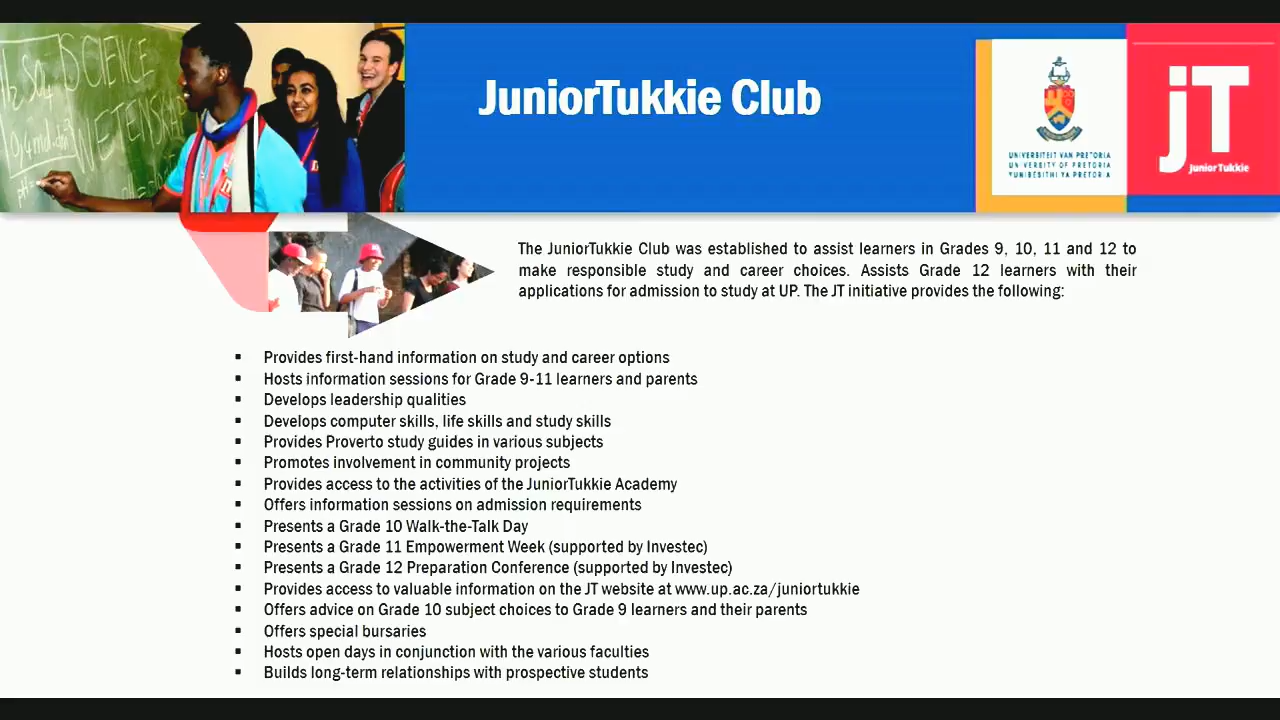 SCIENCE
WETENSKAP
JuniorTukkie Club
UNIVERSITEIT VAN PRETORIA
UNIVERSITY OF PRETORIA
YUNIBESITHI YA PRETORIA
jT
JuniorTukkie
The JuniorTukkie Club was established to assist learners in Grades 9, 10, 11 and 12 to
make responsible study and career choices. Assists Grade 12 learners with their
applications for admission to study at UP. The JT initiative provides the following:
▪ Provides first-hand information on study and career options
▪ Hosts information sessions for Grade 9-11 learners and parents
▪ Develops leadership qualities
▪ Develops computer skills, life skills and study skills
▪ Provides Proverto study guides in various subjects
▪ Promotes involvement in community projects
▪ Provides access to the activities of the JuniorTukkie Academy
▪ Offers information sessions on admission requirements
▪ Presents a Grade 10 Walk-the-Talk Day
▪ Presents a Grade 11 Empowerment Week (supported by Investec)
▪ Presents a Grade 12 Preparation Conference (supported by Investec)
▪ Provides access to valuable information on the JT website at www.up.ac.za/juniortukkie
▪ Offers advice on Grade 10 subject choices to Grade 9 learners and their parents
▪ Offers special bursaries
▪ Hosts open days in conjunction with the various faculties
▪ Builds long-term relationships with prospective students